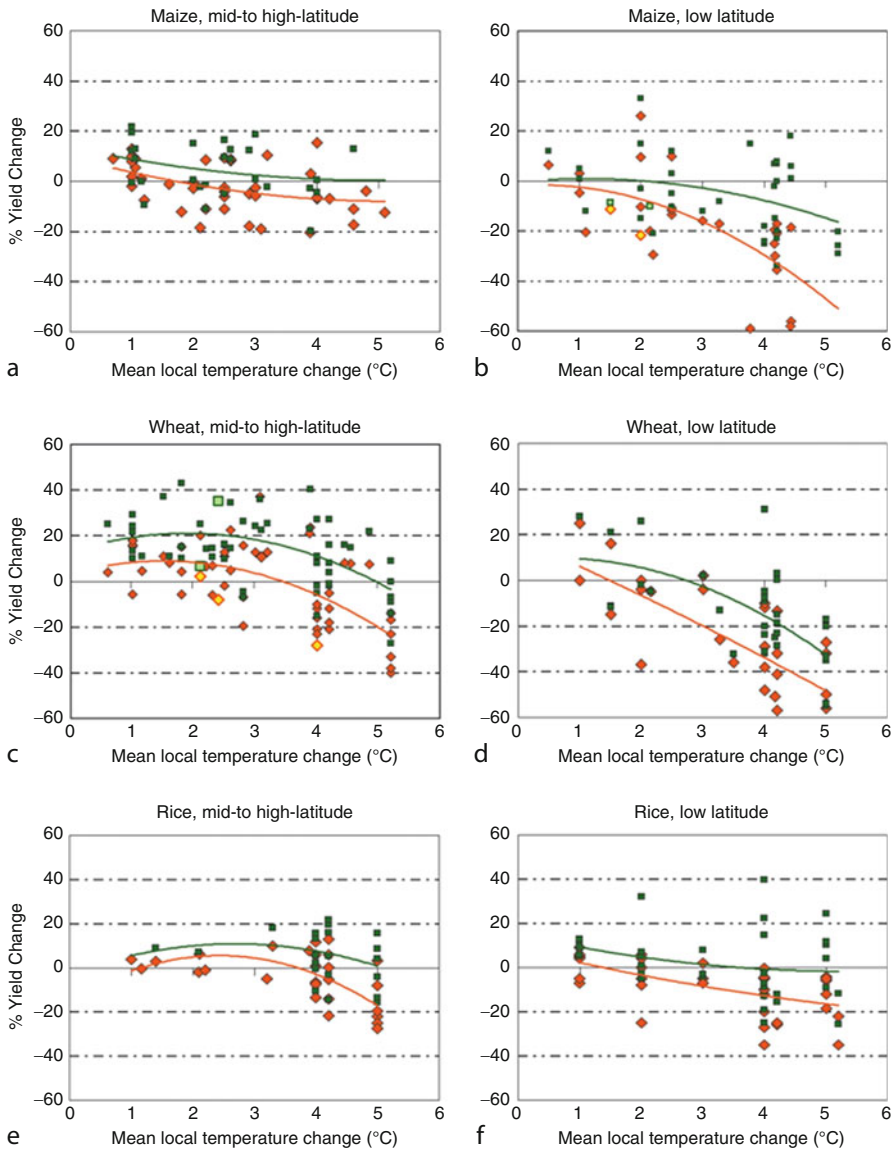 Maize, mid-to high-latitude
60
40
20
0
−20
−40
−60
% Yield Change
0 1 2 3 4 5 6
Mean local temperature change (°C)
a
Maize, low latitude
60
40
20
0
−20
−40
−60
0 1 2 3 4 5 6
Mean local temperature change (°C)
b
Wheat, mid-to high-latitude
60
40
20
0
−20
−40
−60
% Yield Change
0 1 2 3 4 5 6
Mean local temperature change (°C)
c
Wheat, low latitude
60
40
20
0
−20
−40
−60
0 1 2 3 4 5 6
Mean local temperature change (°C)
d
Rice, mid-to high-latitude
60
40
20
0
−20
−40
−60
% Yield Change
0 1 2 3 4 5 6
Mean local temperature change (°C)
e
Rice, low latitude
60
40
20
0
−20
−40
−60
0 1 2 3 4 5 6
Mean local temperature change (°C)
f